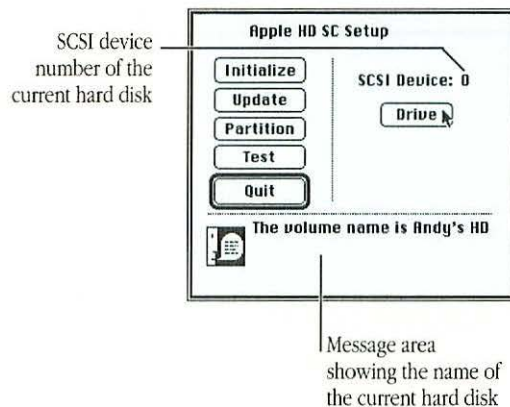 SCSI device
number of the
current hard disk
Apple HD SC Setup
Initialize
Update
Partition
Test
Quit
SCSI Device: 0
Drive
The volume name is Andy's HD
Message area
showing the name of
the current hard disk